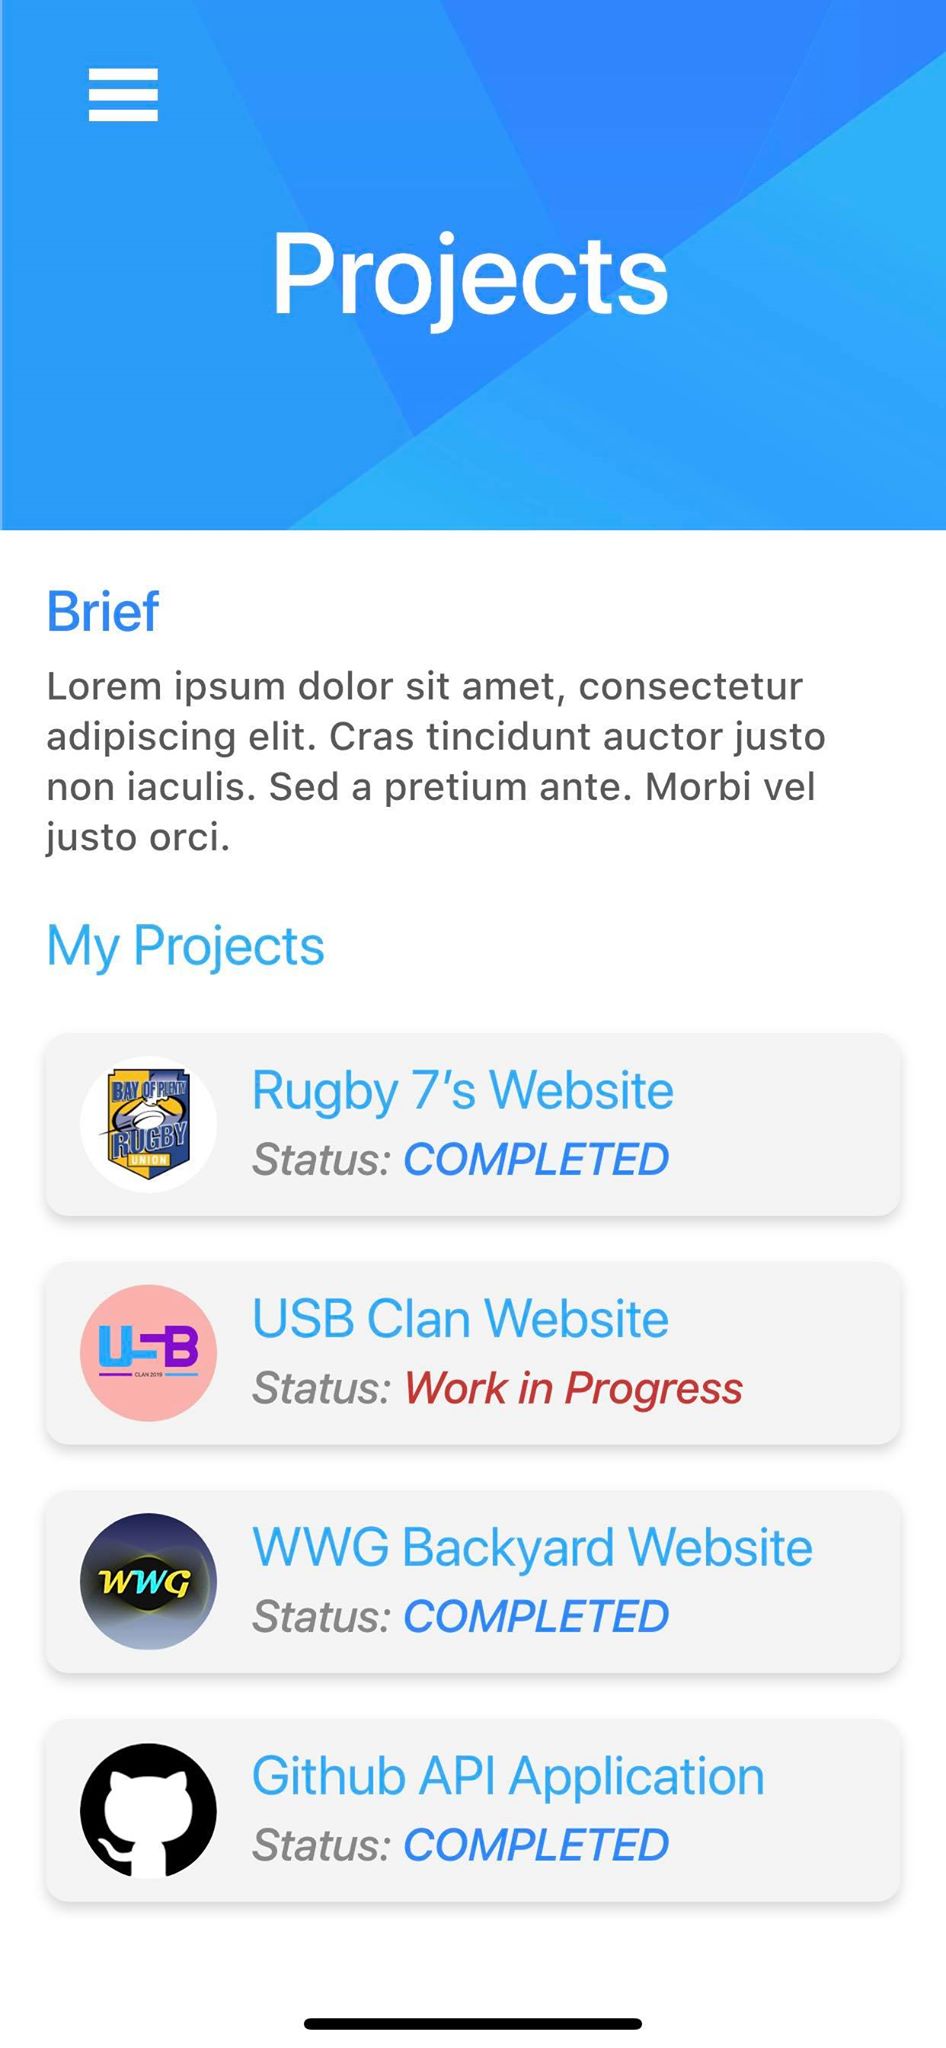 Projects
Brief
Lorem ipsum dolor sit amet, consectetur
adipiscing elit. Cras tincidunt auctor justo
non iaculis. Sed a pretium ante. Morbi vel
justo orci.
My Projects
BAY OF PLENTY
RUGBY
UNION
Rugby 7’s Website
Status: COMPLETED
USB
CLAN 2019
USB Clan Website
Status: Work in Progress
WWG
WWG Backyard Website
Status: COMPLETED
Github API Application
Status: COMPLETED